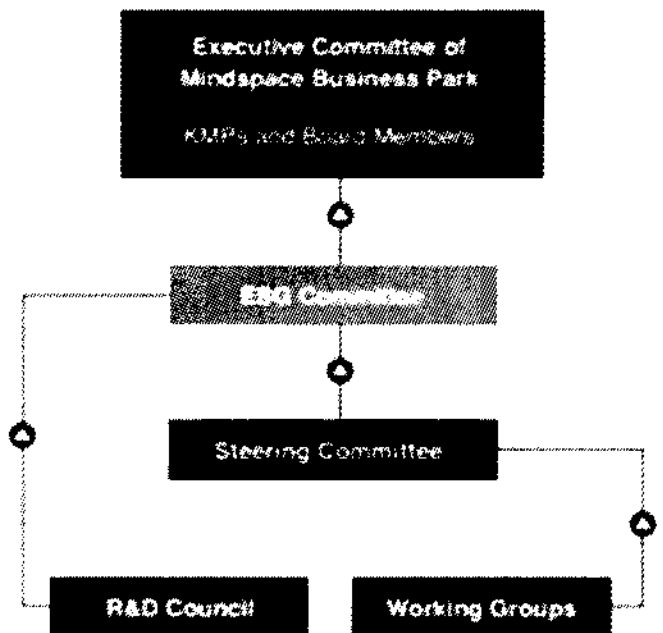 Executive Committee of
Mindspace Business Park
KMPs and Board Members
ESG Committee
Steering Committee
R&D Council
Working Groups